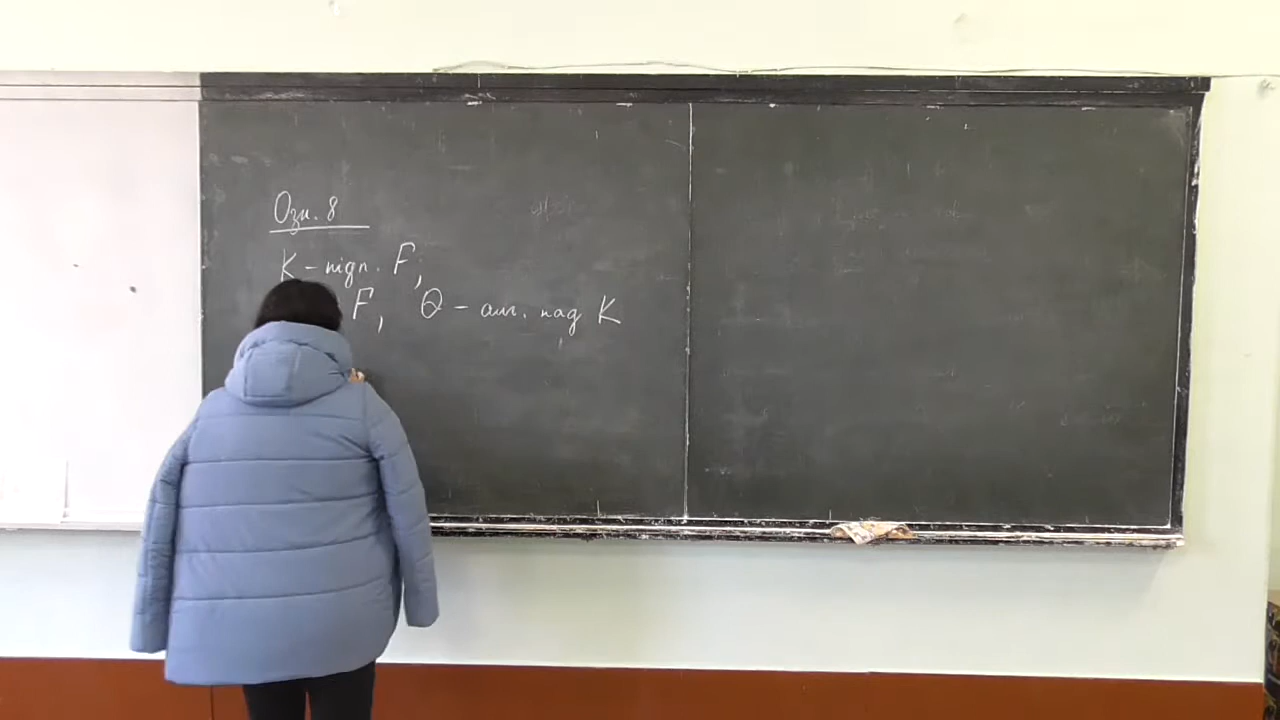 Озн. 8
K – підп. F,
F, Θ – алг. над K